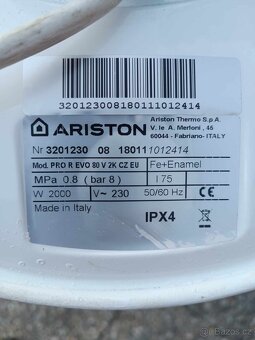 3201230081801110124​14
ARISTON
Ariston Thermo S.p.A.
V. le A. Merloni , 45
60044 - Fabriano- ITALY
Nr 3201230 08 180111012414
Mod. PRO R EVO 80 V 2K CZ EU
Fe+Enamel
MPa 0.8 ( bar 8)
l 75
W 2000
V~ 230
50/60 Hz
CE
Made in Italy
IPX4